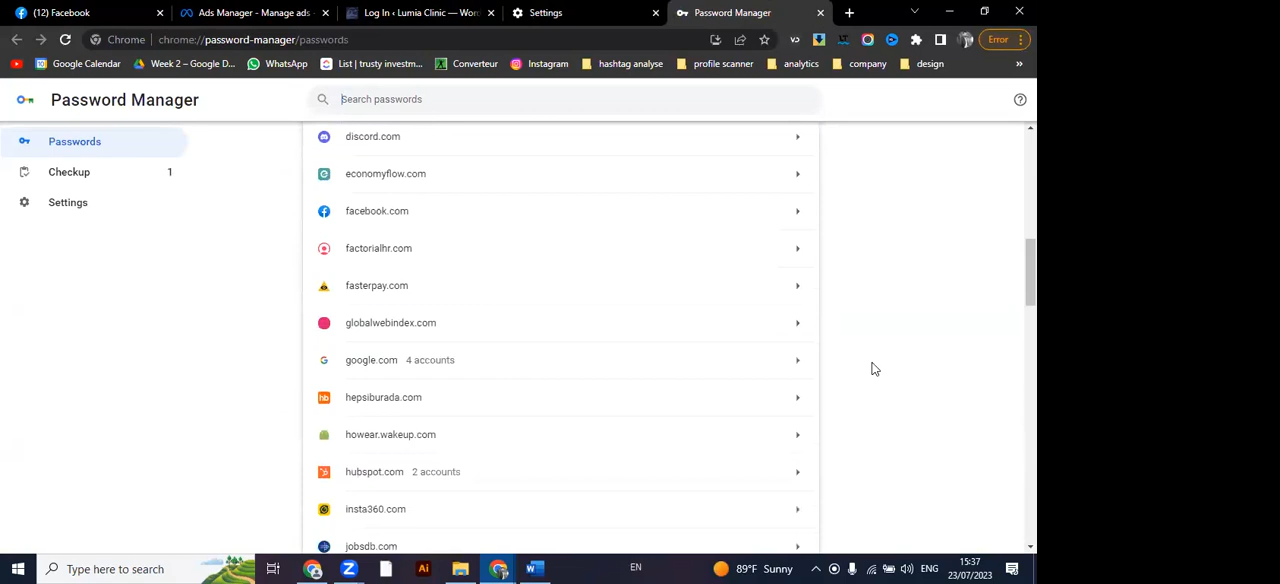 (12) Facebook
Ads Manager - Manage ads
Log In ‹ Lumia Clinic — Wor
Settings
Password Manager
Chrome
chrome://password-manager/passwords
Error
Google Calendar
Week 2 – Google D...
WhatsApp
List | trusty investm...
Converteur
Instagram
hashtag analyse
profile scanner
analytics
company
design
»
Password Manager
Search passwords
Passwords
Checkup 1
Settings
discord.com
economyflow.com
facebook.com
factorialhr.com
fasterpay.com
globalwebindex.com
google.com 4 accounts
hepsiburada.com
howear.wakeup.com
hubspot.com 2 accounts
insta360.com
jobsdb.com
Type here to search
Ai
EN
89°F Sunny
ENG
15:37
23/07/2023